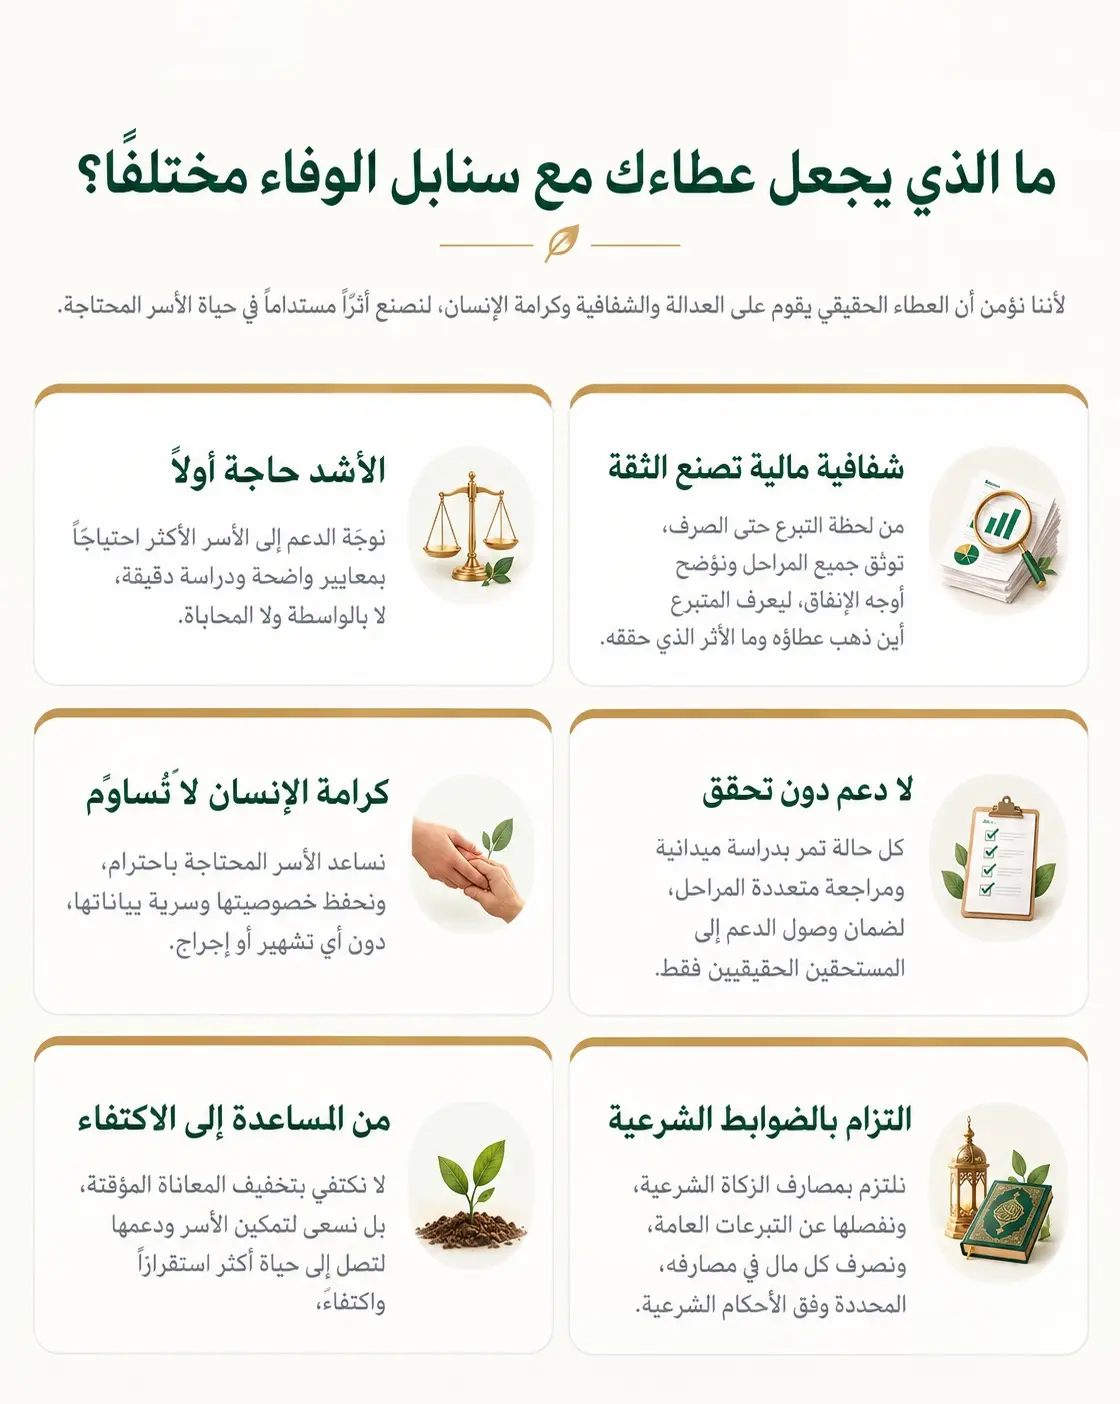 ما الذي يجعل عطاءك مع سنابل الوفاء مختلفًا؟
لأننا نؤمن أن العطاء الحقيقي يقوم على العدالة والشفافية وكرامة الإنسان، لنصنع أثرًاً مستداماً في حياة الأسر المحتاجة.
شفافية مالية تصنع الثقة
من لحظة التبرع حتى الصرف،
توثق جميع المراحل ونؤضح
أوجه الإنفاق، ليعرف المتبرع
أين ذهب عطاؤه وما الأثر الذي حققه.
الأشد حاجة أولاً
نوجَة الدعم إلى الأسر الأكثر احتياجًاَ
بمعايير واضحة ودراسة دقيقة،
لا بالواسطة ولا المحاباة.
لا دعم دون تحقق
كل حالة تمر بدراسة ميدانية
ومراجعة متعددة المراحل،
لضمان وصول الدعم إلى
المستحقين الحقيقيين فقط.
كرامة الإنسان لا تُساومً
نساعد الأسر المحتاجة باحترام،
ونحفظ خصوصيتها وسرية بياناتها،
دون أي تشهير أو إجراج.
التزام بالضوابط الشرعية
نلتزم بمصارف الزكاة الشرعية،
ونفصلها عن التبرعات العامة،
ونصرف كل مال في مصارفه،
المحددة وفق الأحكام الشرعية.
من المساعدة إلى الاكتفاء
لا نكتفي بتخفيف المعاناة المؤقتة،
بل نسعى لتمكين الأسر ودعمها
لتصل إلى حياة أكثر استقرارًاً
واكتفاءً،